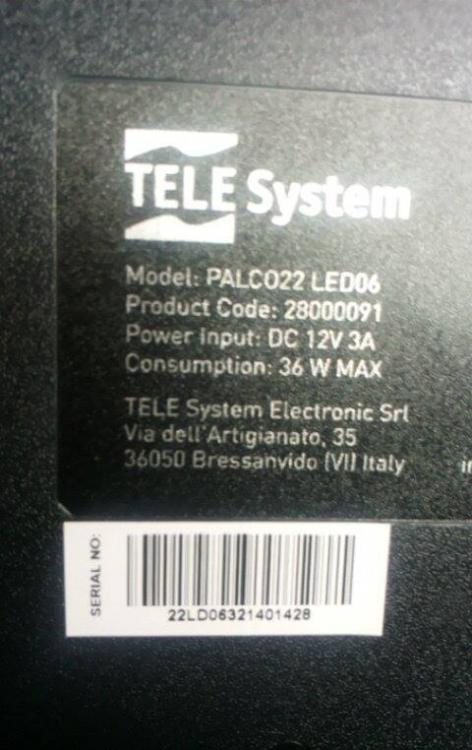 TELE System
Model: PALCO22 LED06
Product Code: 28000091
Power Input: DC 12V 3A
Consumption: 36 W MAX
TELE System Electronic Srl
Via dell'Artigianato, 35
36050 Bressanvido (VI) Italy
SERIAL NO:
22LD06321401428